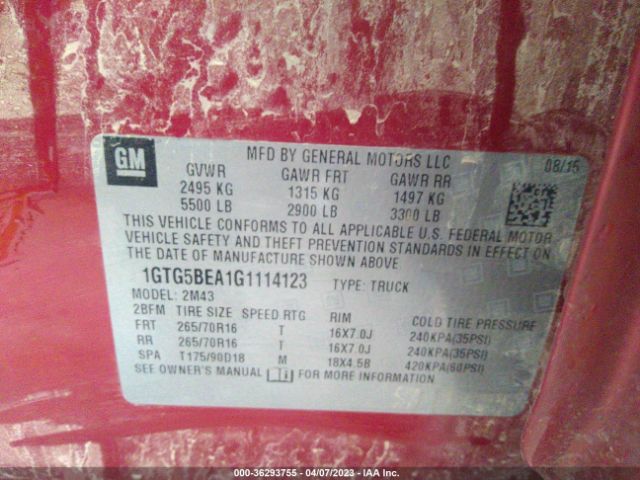 GM
MFD BY GENERAL MOTORS LLC
08/15
GVWR GAWR FRT GAWR RR
2495 KG 1315 KG 1497 KG
5500 LB 2900 LB 3300 LB
THIS VEHICLE CONFORMS TO ALL APPLICABLE U.S. FEDERAL MOTOR
VEHICLE SAFETY AND THEFT PREVENTION STANDARDS IN EFFECT ON
THE DATE OF MANUFACTURE SHOWN ABOVE
1GTG5BEA1G1114123 TYPE: TRUCK
MODEL: 2M43
2BFM TIRE SIZE SPEED RTG RIM COLD TIRE PRESSURE
FRT 265/70R16 T 16X7.0J 240KPA(35PSI)
RR 265/70R16 T 16X7.0J 240KPA(35PSI)
SPA T175/90D18 M 18X4.5B 420KPA(60PSI)
SEE OWNER'S MANUAL FOR MORE INFORMATION
000-36293755 - 04/07/2023 - IAA Inc.